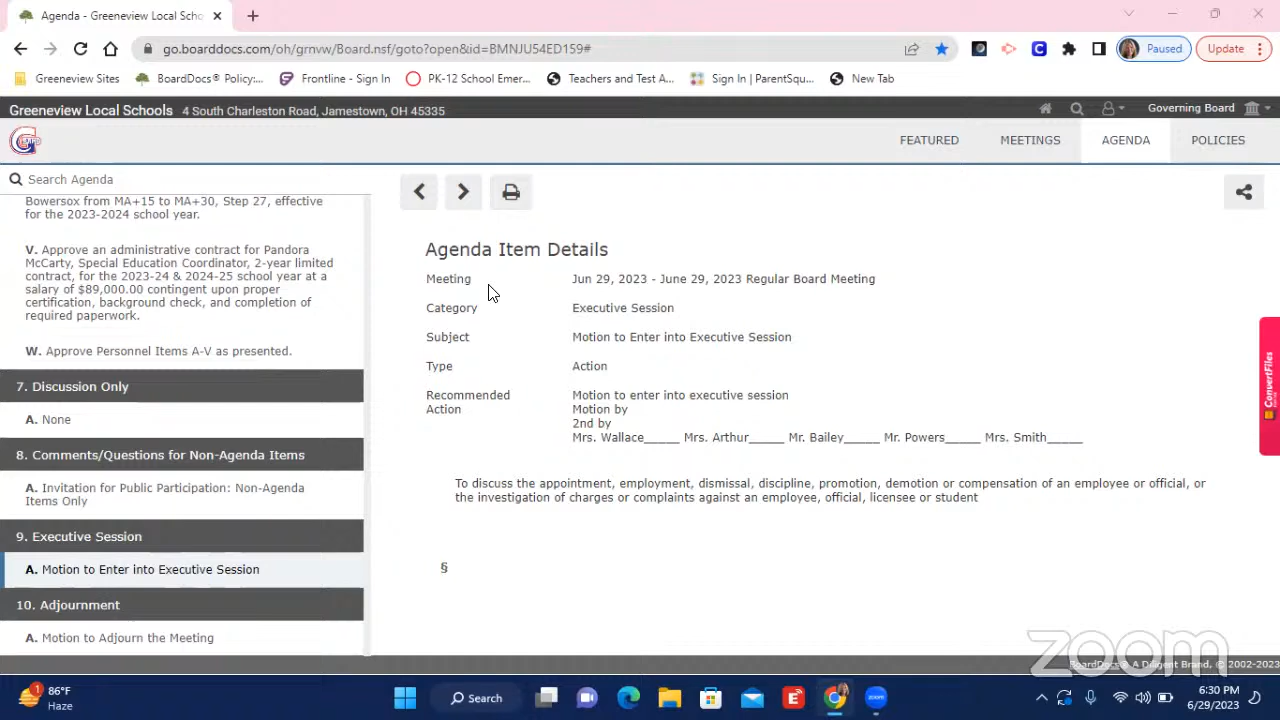 Agenda - Greeneview Local Scho
go.boarddocs.com/oh/grnvw/Board.nsf/goto?open&id=BMNJU54ED159#
Paused
Update
Greeneview Sites
BoardDocs® Policy:...
Frontline - Sign In
PK-12 School Emer...
Teachers and Test A...
Sign In | ParentSqu...
New Tab
Greeneview Local Schools 4 South Charleston Road, Jamestown, OH 45335
Governing Board
FEATURED
MEETINGS
AGENDA
POLICIES
Search Agenda
Bowersox from MA+15 to MA+30, Step 27, effective
for the 2023-2024 school year.
V. Approve an administrative contract for Pandora
McCarty, Special Education Coordinator, 2-year limited
contract, for the 2023-24 & 2024-25 school year at a
salary of $89,000.00 contingent upon proper
certification, background check, and completion of
required paperwork.
W. Approve Personnel Items A-V as presented.
7. Discussion Only
A. None
8. Comments/Questions for Non-Agenda Items
A. Invitation for Public Participation: Non-Agenda
Items Only
9. Executive Session
A. Motion to Enter into Executive Session
10. Adjournment
A. Motion to Adjourn the Meeting
Agenda Item Details
Meeting Jun 29, 2023 - June 29, 2023 Regular Board Meeting
Category Executive Session
Subject Motion to Enter into Executive Session
Type Action
Recommended Motion to enter into executive session
Action Motion by
2nd by
Mrs. Wallace_____ Mrs. Arthur_____ Mr. Bailey_____ Mr. Powers_____ Mrs. Smith_____
To discuss the appointment, employment, dismissal, discipline, promotion, demotion or compensation of an employee or official, or
the investigation of charges or complaints against an employee, official, licensee or student
§
ConvertFiles
zoom
BoardDocs® A Diligent Brand, © 2002-2023
1
86°F
Haze
Search
zoom
6:30 PM
6/29/2023